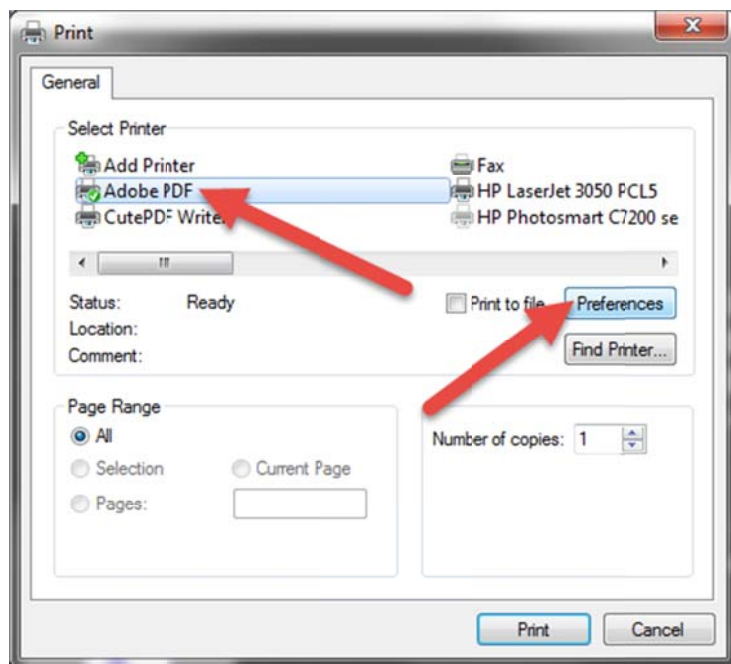 Print
General
Select Printer
Add Printer
Fax
Adobe PDF
HP LaserJet 3050 PCL5
CutePDF Writer
HP Photosmart C7200 se
Status: Ready
Print to file
Preferences
Location:
Comment:
Find Printer...
Page Range
All
Number of copies: 1
Selection
Current Page
Pages:
Print
Cancel